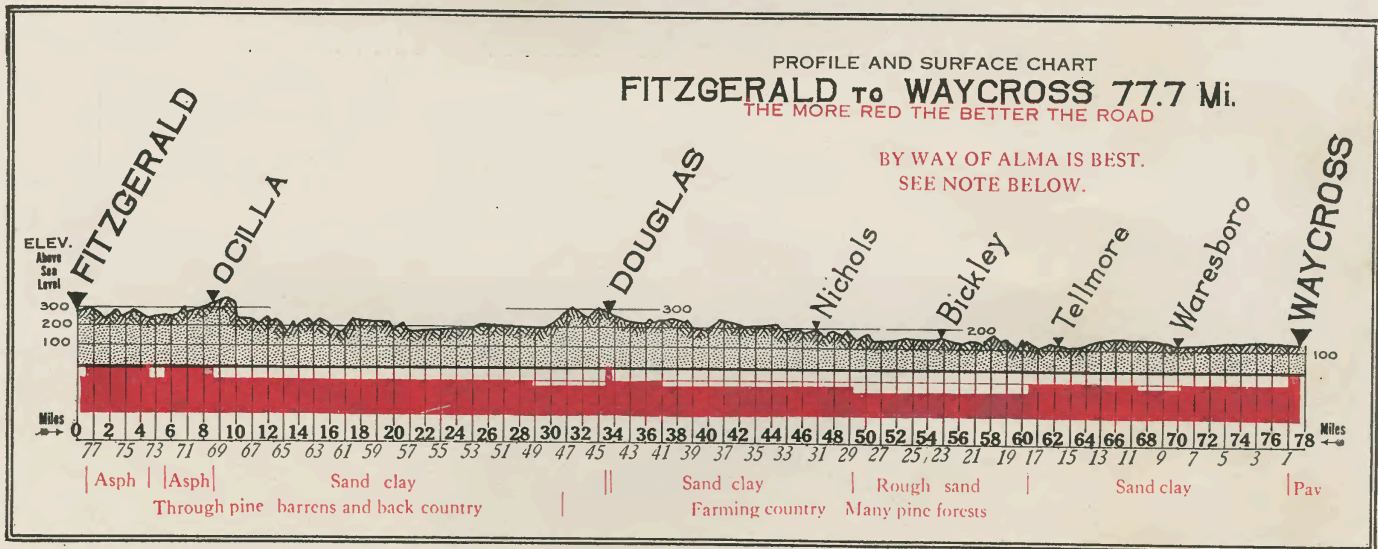 PROFILE AND SURFACE CHART
FITZGERALD TO WAYCROSS 77.7 Mi.
THE MORE RED THE BETTER THE ROAD
BY WAY OF ALMA IS BEST.
SEE NOTE BELOW.
FITZGERALD
OCILLA
DOUGLAS
Nichols
Bickley
Tellmore
Waresboro
WAYCROSS
ELEV.
Above
Sea
Level
300
200
100
300
200
100
Miles 0 2 4 6 8 10 12 14 16 18 20 22 24 26 28 30 32 34 36 38 40 42 44 46 48 50 52 54 56 58 60 62 64 66 68 70 72 74 76 78 Miles
77 75 73 71 69 67 65 63 61 59 57 55 53 51 49 47 45 43 41 39 37 35 33 31 29 27 25 23 21 19 17 15 13 11 9 7 5 3 1
Asph Asph Sand clay Sand clay Rough sand Sand clay Pav
Through pine barrens and back country Farming country Many pine forests